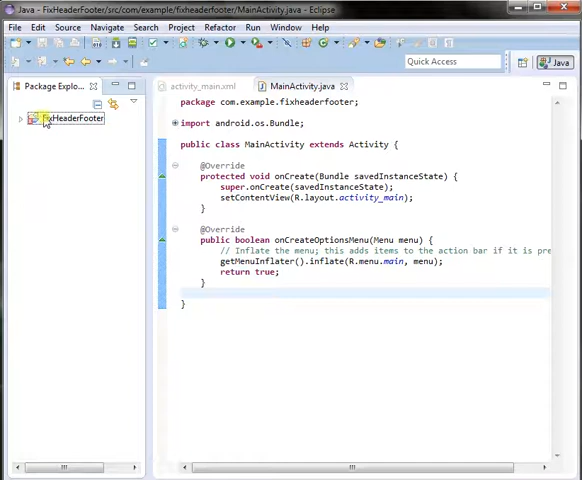 Java - FixHeaderFooter/src/com/example/fixheaderfooter/MainActivity.java - Eclipse
File Edit Source Refactor Navigate Search Project Refactor Run Window Help
Quick Access
Java
Package Explo...
activity_main.xml
MainActivity.java
FixHeaderFooter
package com.example.fixheaderfooter;
import android.os.Bundle;
public class MainActivity extends Activity {
@Override
protected void onCreate(Bundle savedInstanceState) {
super.onCreate(savedInstanceState);
setContentView(R.layout.activity_main);
}
@Override
public boolean onCreateOptionsMenu(Menu menu) {
// Inflate the menu; this adds items to the action bar if it is pre
getMenuInflater().inflate(R.menu.main, menu);
return true;
}
}